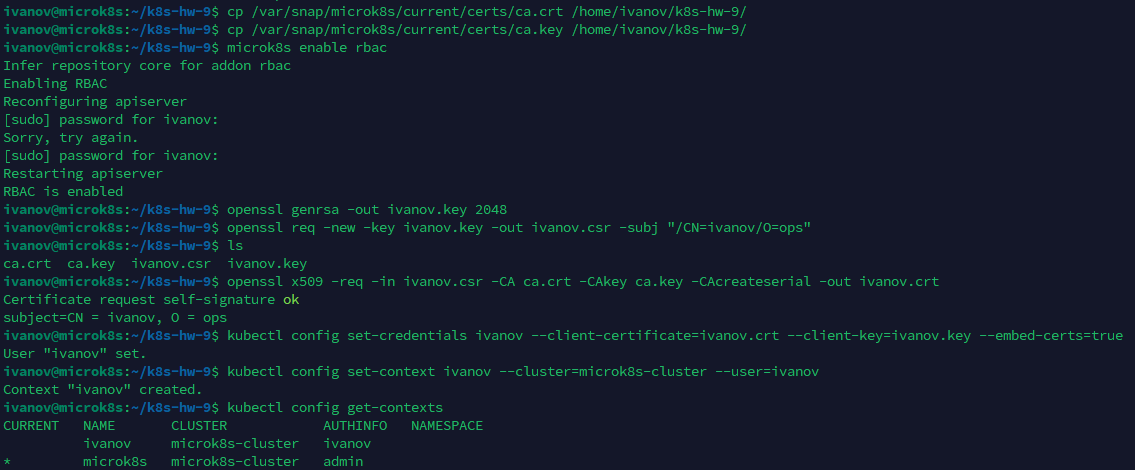 ivanov@microk8s:~/k8s-hw-9$ cp /var/snap/microk8s/current/certs/ca.crt /home/ivanov/k8s-hw-9/
ivanov@microk8s:~/k8s-hw-9$ cp /var/snap/microk8s/current/certs/ca.key /home/ivanov/k8s-hw-9/
ivanov@microk8s:~/k8s-hw-9$ microk8s enable rbac
Infer repository core for addon rbac
Enabling RBAC
Reconfiguring apiserver
[sudo] password for ivanov:
Sorry, try again.
[sudo] password for ivanov:
Restarting apiserver
RBAC is enabled
ivanov@microk8s:~/k8s-hw-9$ openssl genrsa -out ivanov.key 2048
ivanov@microk8s:~/k8s-hw-9$ openssl req -new -key ivanov.key -out ivanov.csr -subj "/CN=ivanov/O=ops"
ivanov@microk8s:~/k8s-hw-9$ ls
ca.crt  ca.key  ivanov.csr  ivanov.key
ivanov@microk8s:~/k8s-hw-9$ openssl x509 -req -in ivanov.csr -CA ca.crt -CAkey ca.key -CAcreateserial -out ivanov.crt
Certificate request self-signature ok
subject=CN = ivanov, O = ops
ivanov@microk8s:~/k8s-hw-9$ kubectl config set-credentials ivanov --client-certificate=ivanov.crt --client-key=ivanov.key --embed-certs=true
User "ivanov" set.
ivanov@microk8s:~/k8s-hw-9$ kubectl config set-context ivanov --cluster=microk8s-cluster --user=ivanov
Context "ivanov" created.
ivanov@microk8s:~/k8s-hw-9$ kubectl config get-contexts
CURRENT   NAME       CLUSTER            AUTHINFO   NAMESPACE
          ivanov     microk8s-cluster   ivanov
*         microk8s   microk8s-cluster   admin